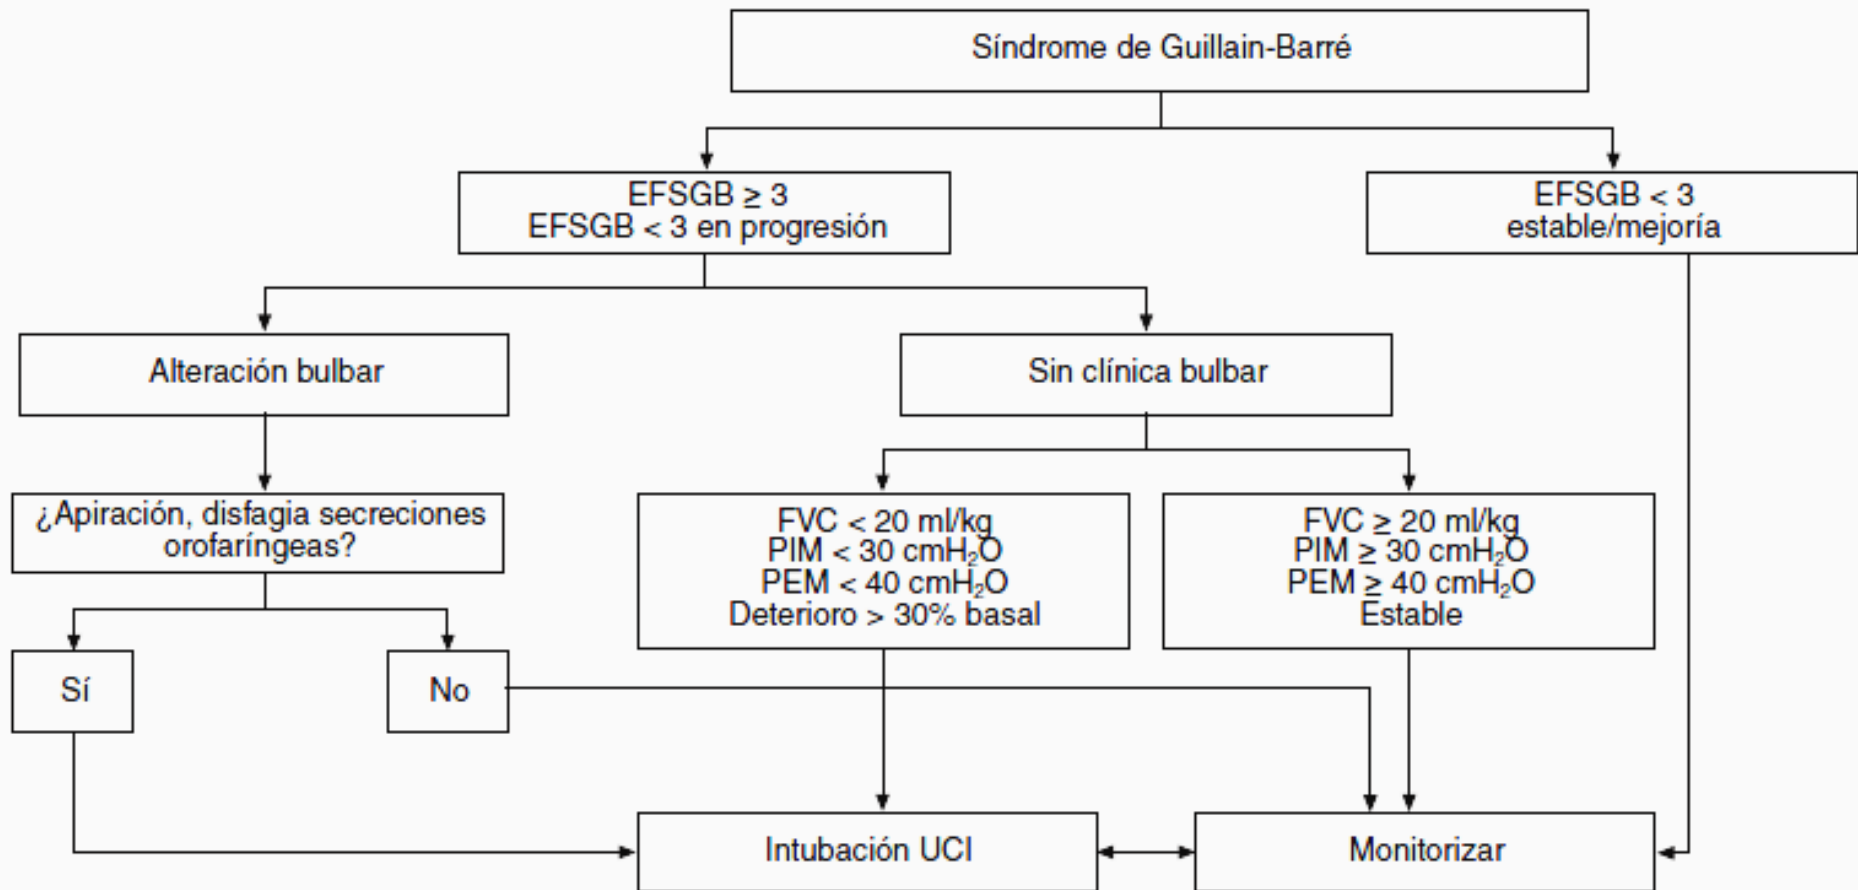 Síndrome de Guillain-Barré
EFSGB ≥ 3
EFSGB < 3 en progresión
EFSGB < 3
estable/mejoría
Alteración bulbar
Sin clínica bulbar
¿Apiración, disfagia secreciones
orofaríngeas?
FVC < 20 ml/kg
PIM < 30 cmH₂O
PEM < 40 cmH₂O
Deterioro > 30% basal
FVC ≥ 20 ml/kg
PIM ≥ 30 cmH₂O
PEM ≥ 40 cmH₂O
Estable
Sí
No
Intubación UCI
Monitorizar